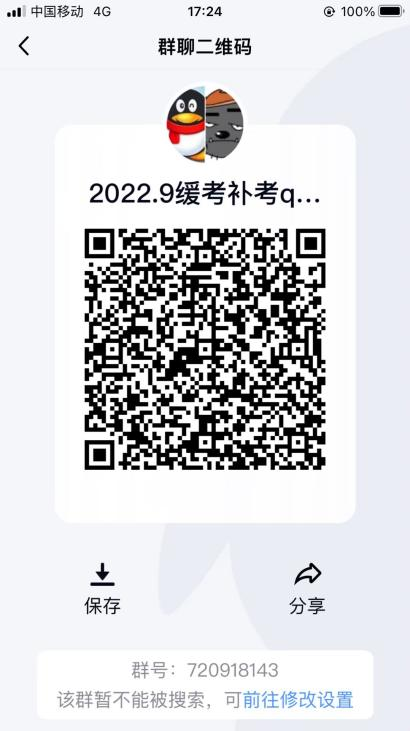 中国移动 4G 17:24 100%
群聊二维码
2022.9缓考补考q...
保存 分享
群号：720918143
该群暂不能被搜索，可前往修改设置